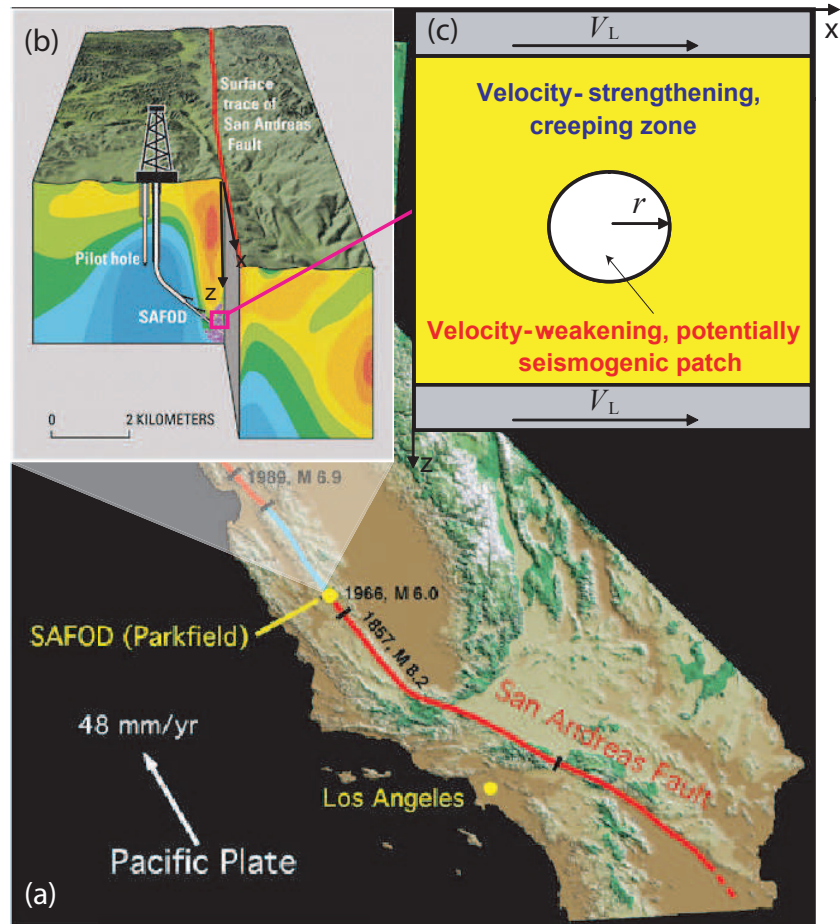 (b)
Surface
trace of
San Andreas
Fault
Pilot hole
SAFOD
x
z
0 2 KILOMETERS
(c)
x
V_L
Velocity- strengthening,
creeping zone
r
Velocity-weakening, potentially
seismogenic patch
V_L
z
1989, M 6.9
1966, M 6.0
SAFOD (Parkfield)
1857, M 8.2
San Andreas Fault
48 mm/yr
Los Angeles
Pacific Plate
(a)